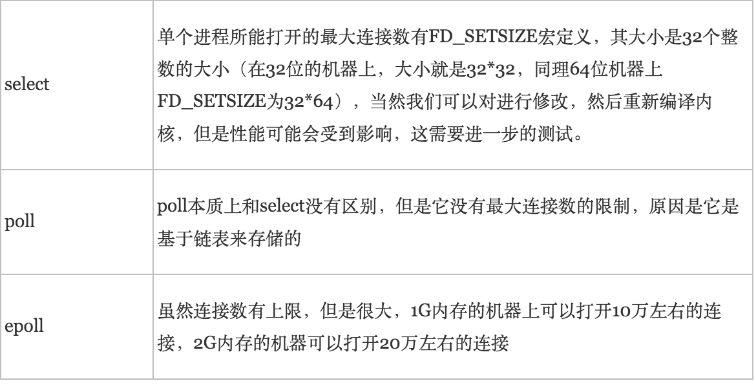 select
单个进程所能打开的最大连接数有FD_SETSIZE宏定义，其大小是32个整
数的大小（在32位的机器上，大小就是32*32，同理64位机器上
FD_SETSIZE为32*64），当然我们可以对进行修改，然后重新编译内
核，但是性能可能会受到影响，这需要进一步的测试。
poll
poll本质上和select没有区别，但是它没有最大连接数的限制，原因是它是
基于链表来存储的
epoll
虽然连接数有上限，但是很大，1G内存的机器上可以打开10万左右的连
接，2G内存的机器可以打开20万左右的连接